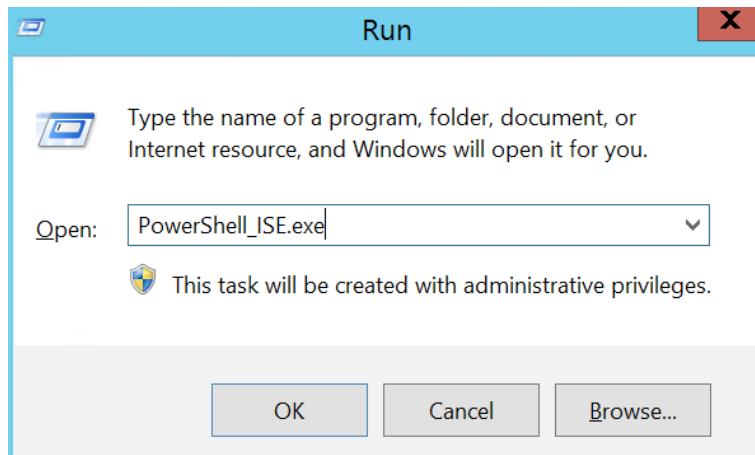 Run
X
Type the name of a program, folder, document, or
Internet resource, and Windows will open it for you.
Open: PowerShell_ISE.exe
This task will be created with administrative privileges.
OK Cancel Browse...